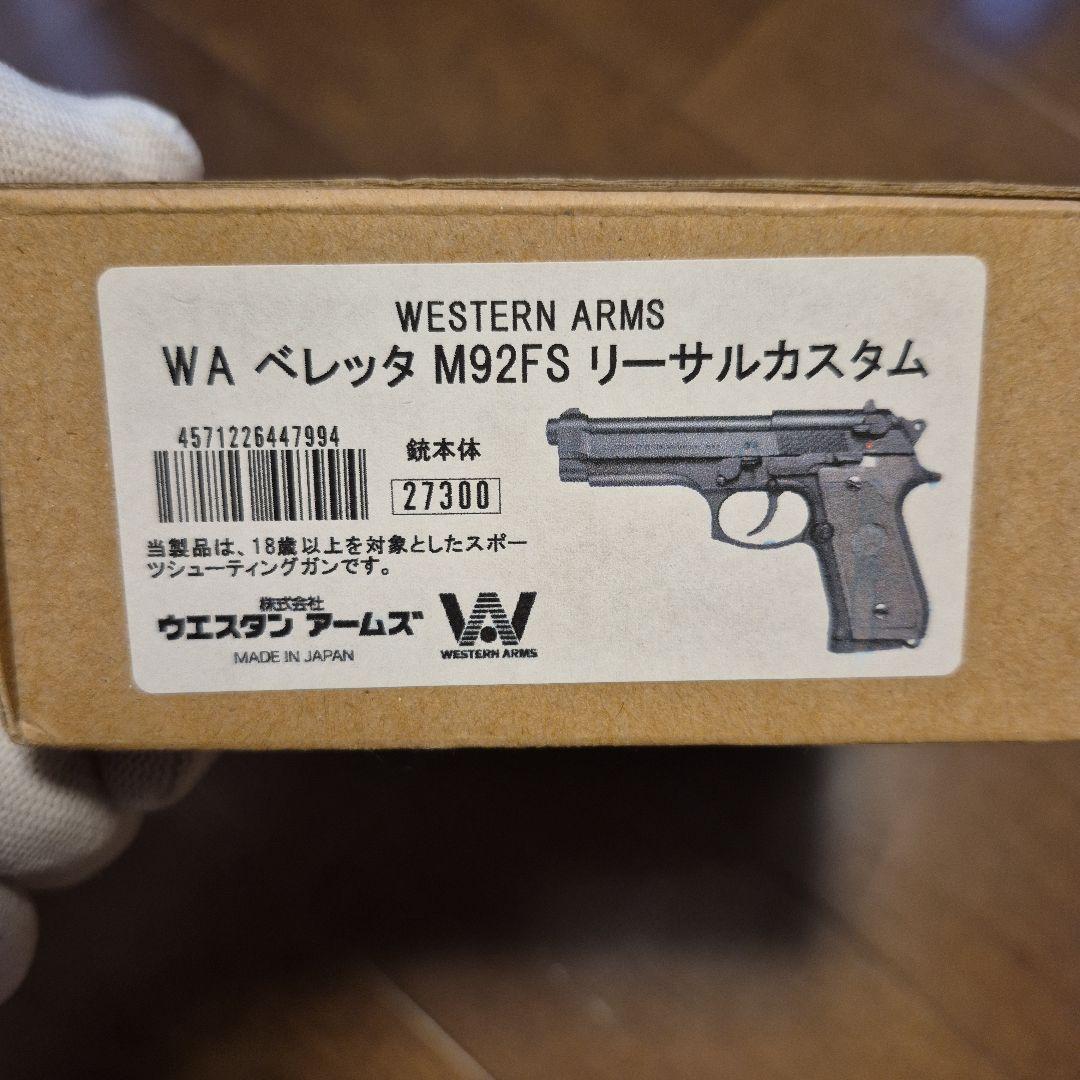 WESTERN ARMS
WA ベレッタ M92FS リーサルカスタム
4571226447994
銃本体
27300
当製品は、18歳以上を対象としたスポー
ツシューティングガンです。
株式会社
ウエスタン アームズ
MADE IN JAPAN
WA
WESTERN ARMS